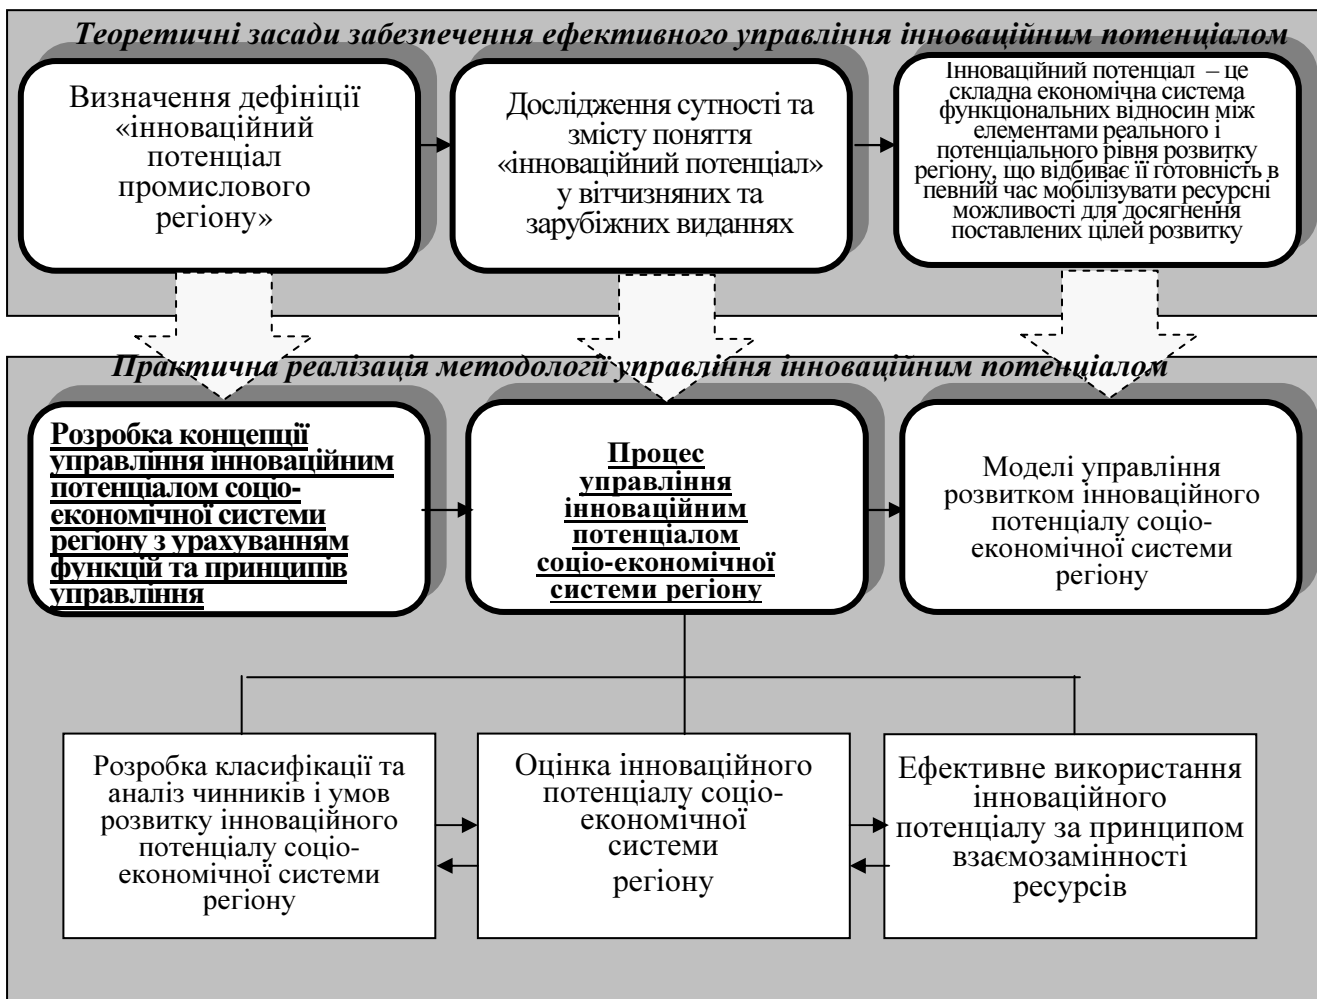 Теоретичні засади забезпечення ефективного управління інноваційним потенціалом
Визначення дефініції
«інноваційний
потенціал
промислового
регіону»
Дослідження сутності та
змісту поняття
«інноваційний потенціал»
у вітчизняних та
зарубіжних виданнях
Інноваційний потенціал – це
складна економічна система
функціональних відносин між
елементами реального і
потенціального рівня розвитку
регіону, що відбиває її готовність в
певний час мобілізувати ресурсні
можливості для досягнення
поставлених цілей розвитку
Практична реалізація методології управління інноваційним потенціалом
Розробка концепції
управління інноваційним
потенціалом соціо-
економічної системи
регіону з урахуванням
функцій та принципів
управління
Процес
управління
інноваційним
потенціалом
соціо-економічної
системи регіону
Моделі управління
розвитком інноваційного
потенціалу соціо-
економічної системи
регіону
Розробка класифікації та
аналіз чинників і умов
розвитку інноваційного
потенціалу соціо-
економічної системи
регіону
Оцінка інноваційного
потенціалу соціо-
економічної
системи
регіону
Ефективне використання
інноваційного
потенціалу за принципом
взаємозамінності
ресурсів